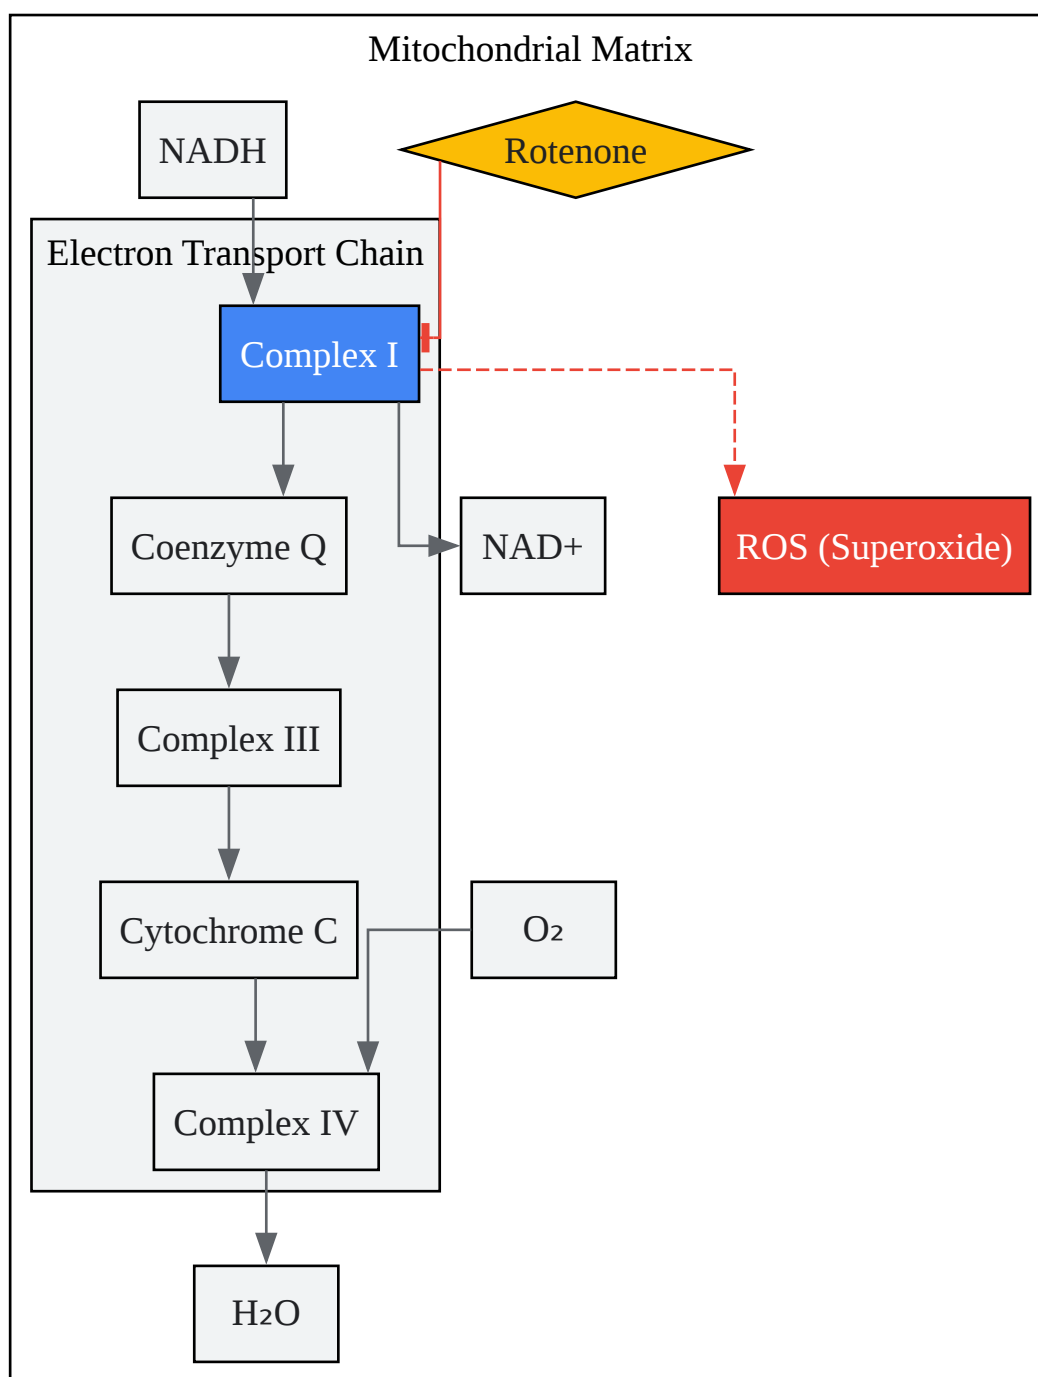 Mitochondrial Matrix
NADH
Rotenone
Electron Transport Chain
Complex I
Coenzyme Q
NAD+
ROS (Superoxide)
Complex III
Cytochrome C
O₂
Complex IV
H₂O